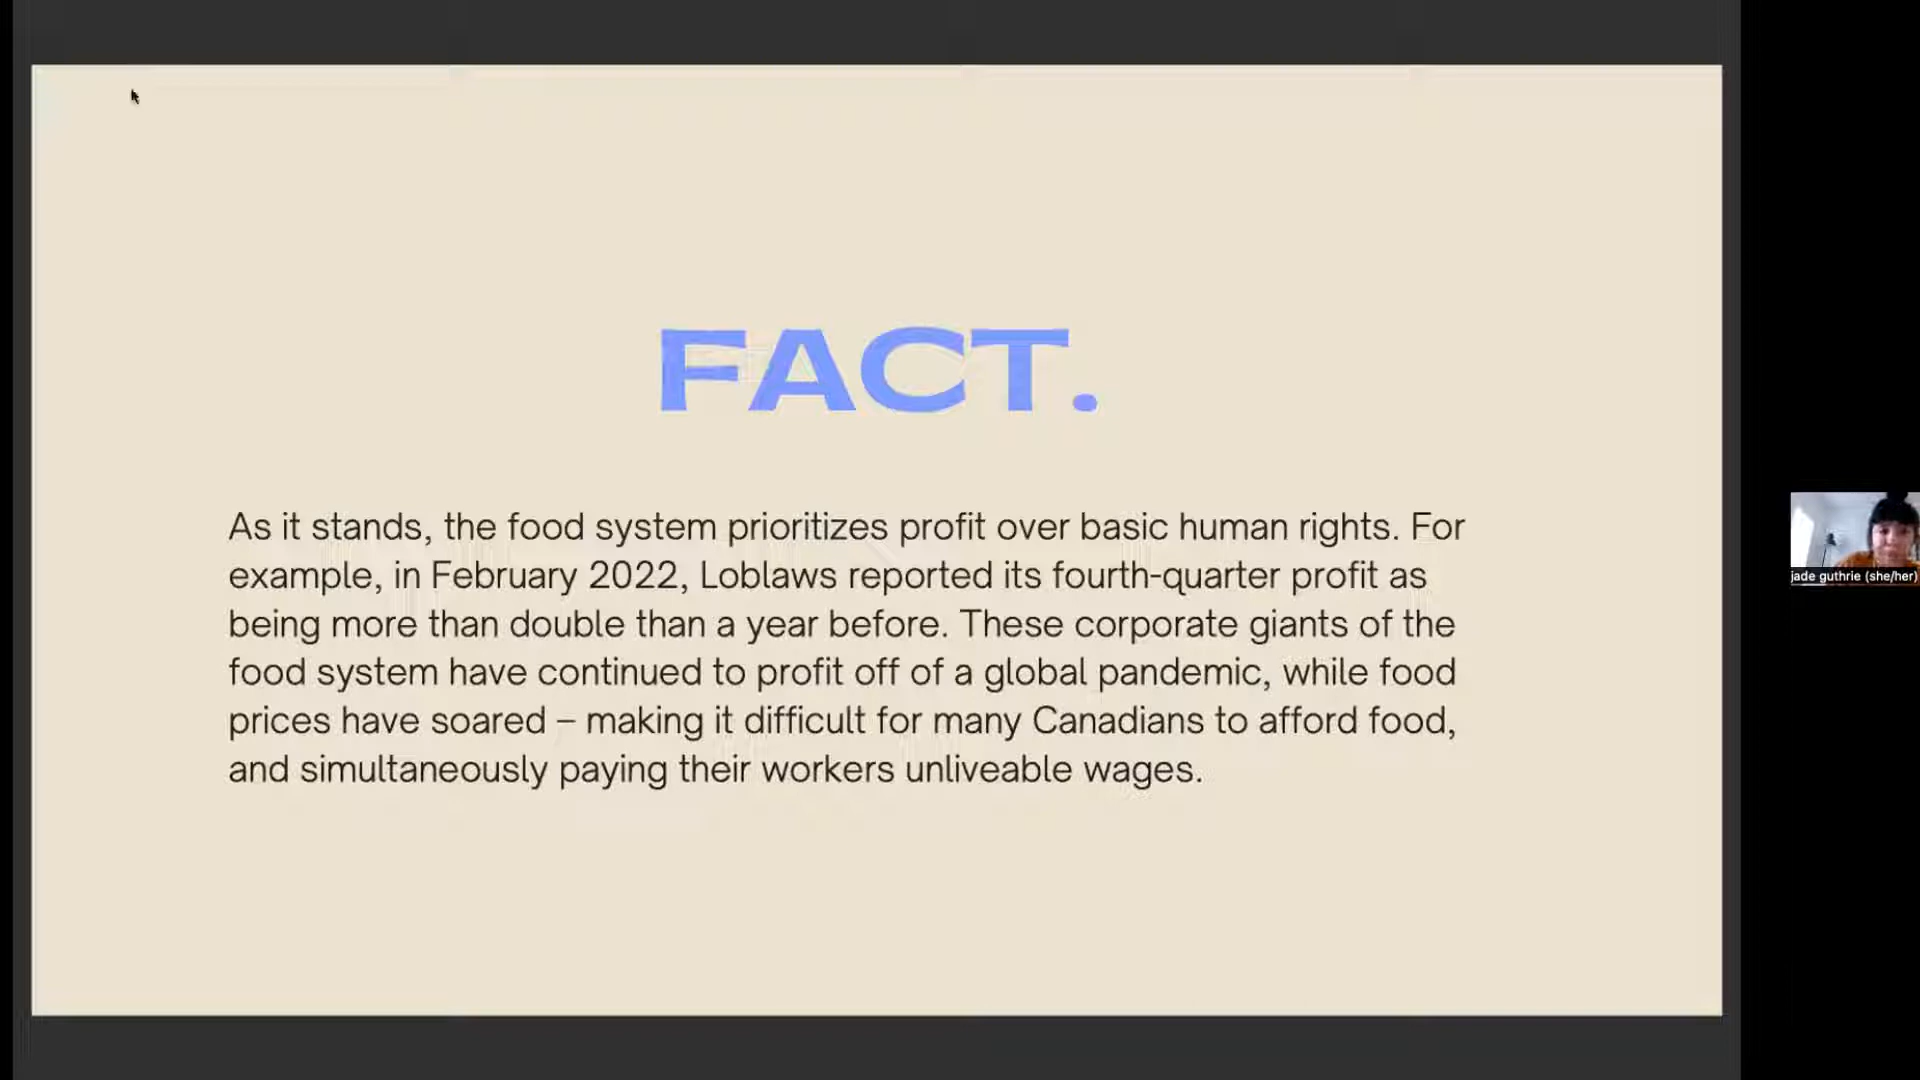 FACT.
As it stands, the food system prioritizes profit over basic human rights. For
example, in February 2022, Loblaws reported its fourth-quarter profit as
being more than double than a year before. These corporate giants of the
food system have continued to profit off of a global pandemic, while food
prices have soared – making it difficult for many Canadians to afford food,
and simultaneously paying their workers unliveable wages.
jade guthrie (she/her)